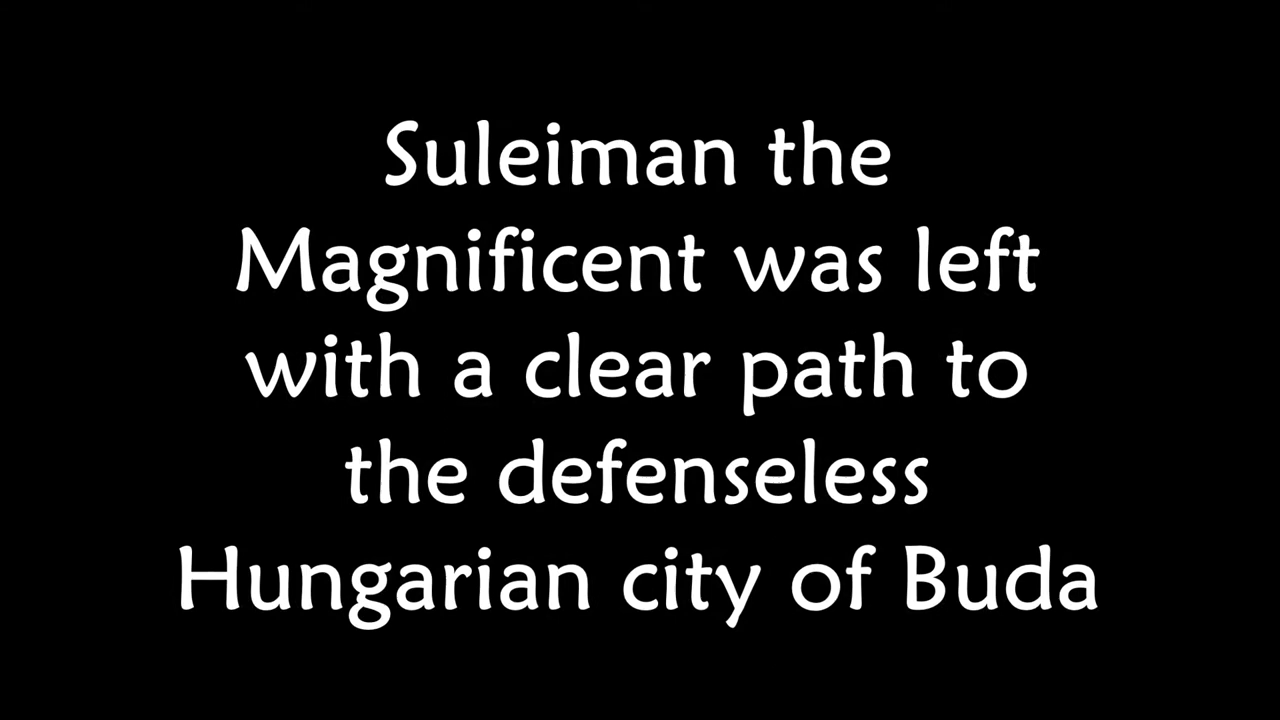 Suleiman the
Magnificent was left
with a clear path to
the defenseless
Hungarian city of Buda